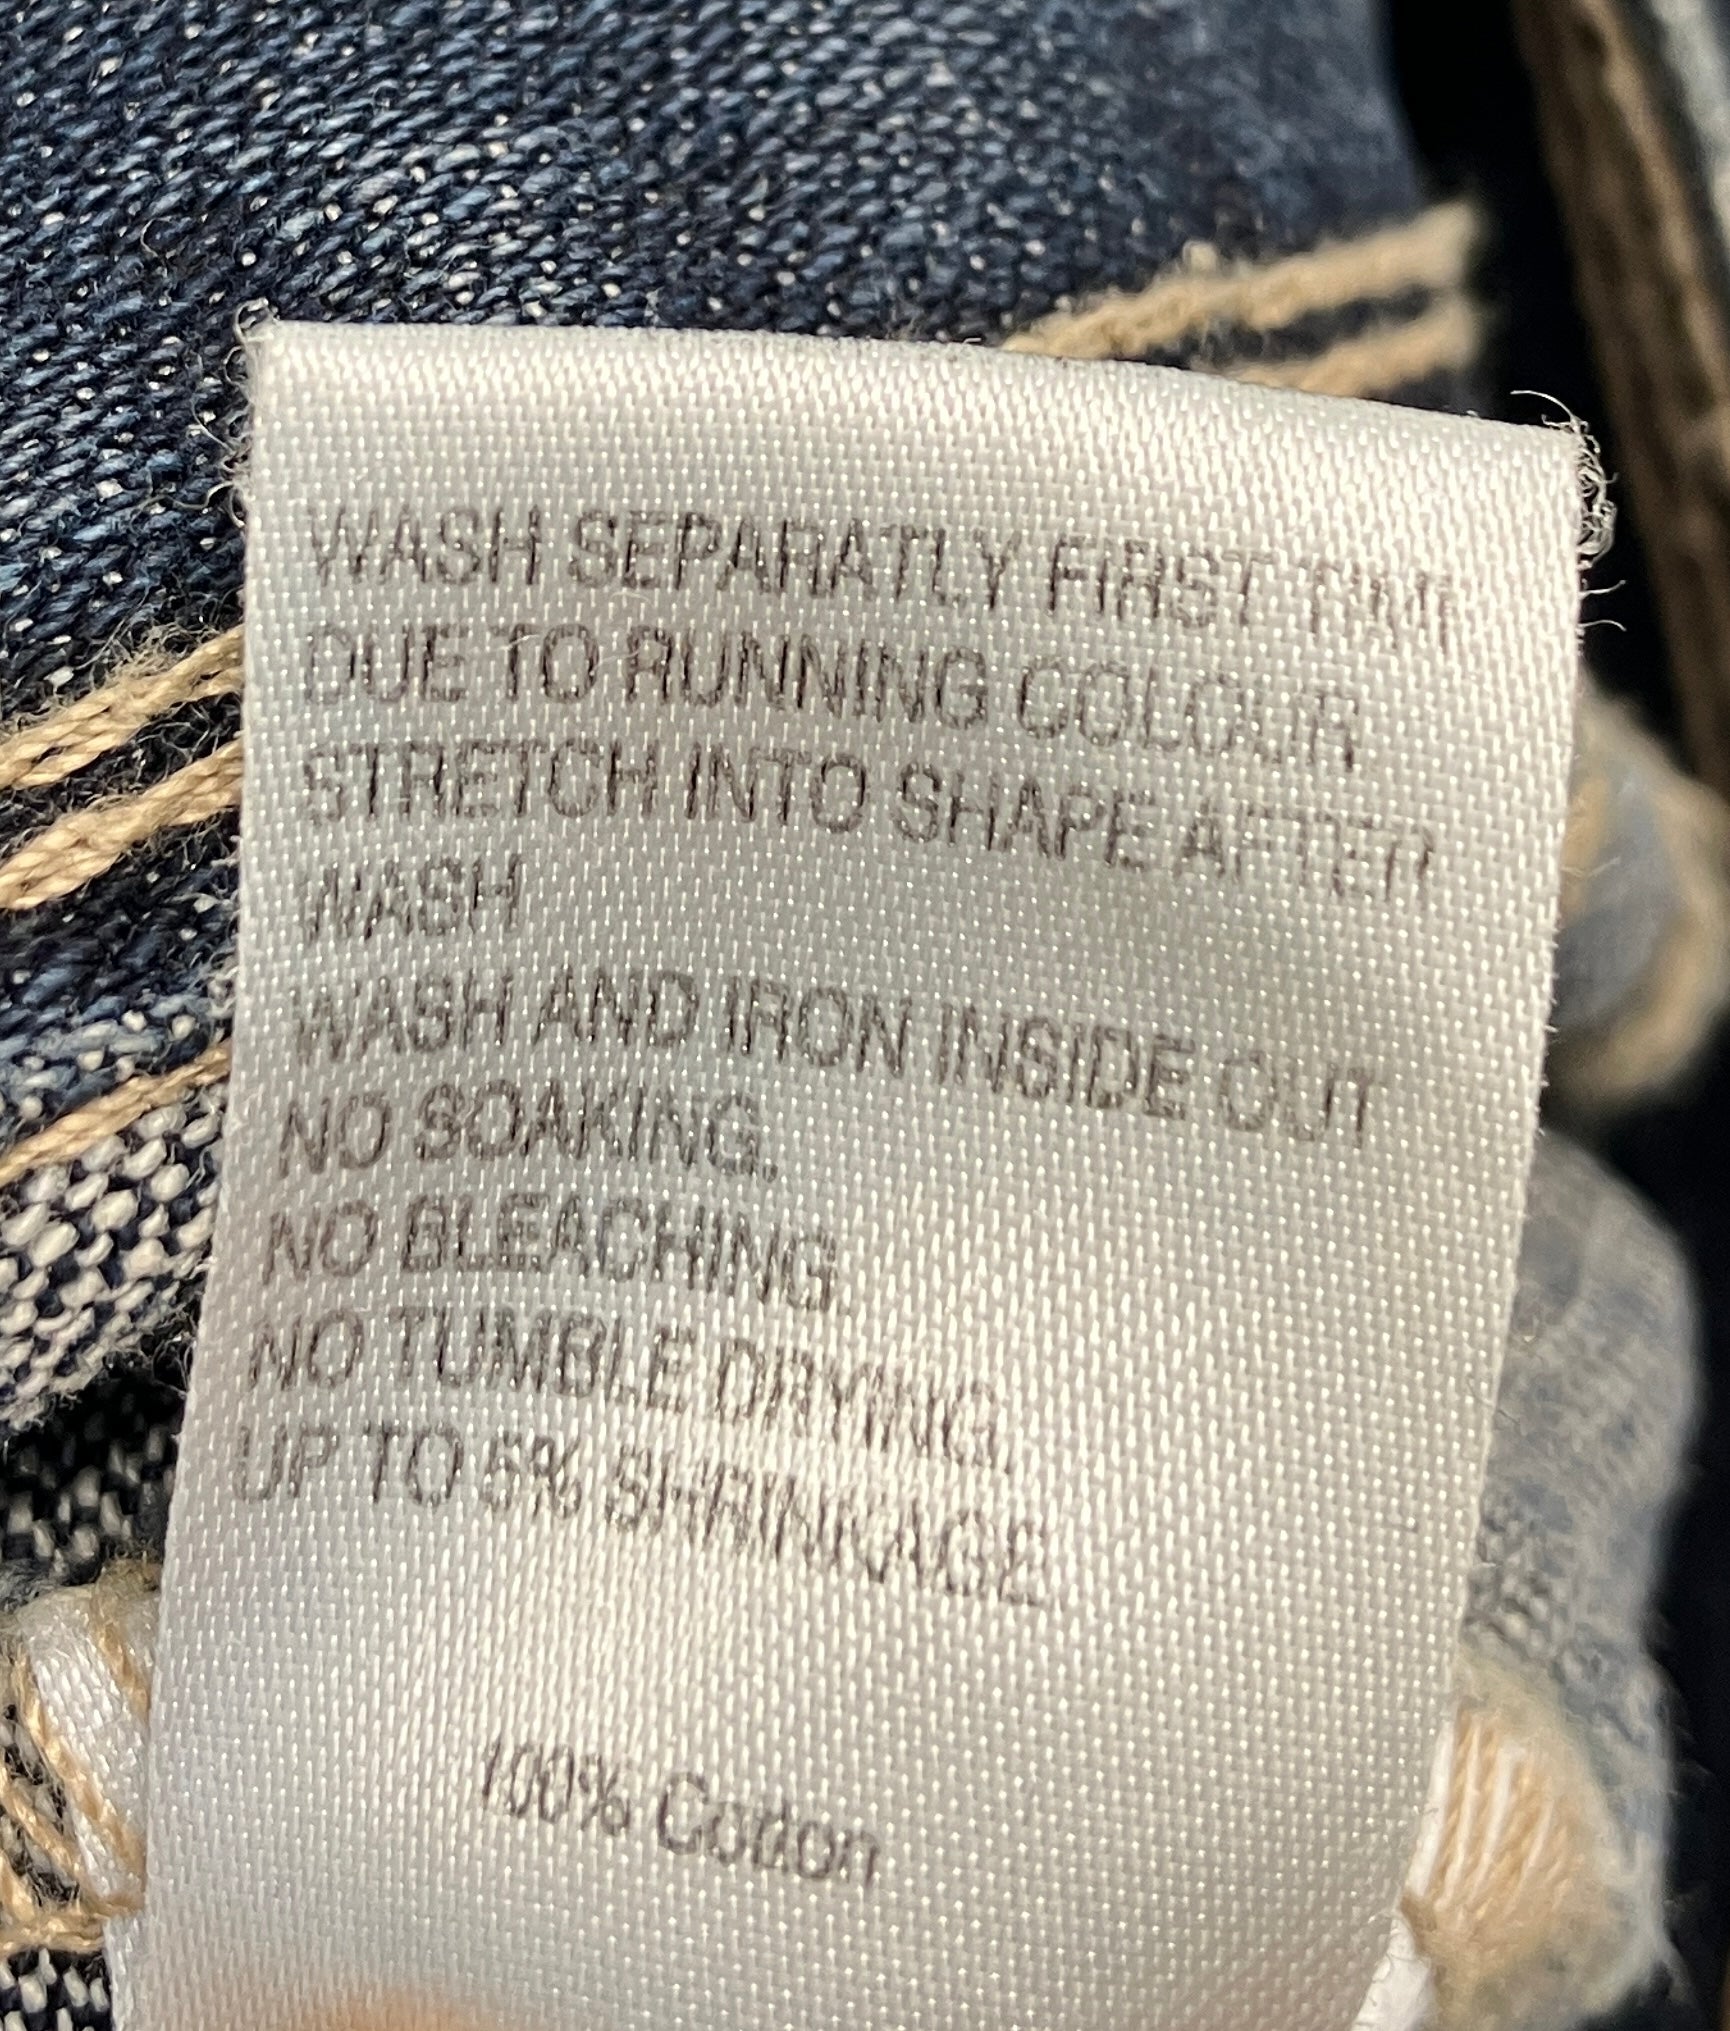 WASH SEPARATLY FIRST TIME
DUE TO RUNNING COLOUR
STRETCH INTO SHAPE AFTER
WASH
WASH AND IRON INSIDE OUT
NO SOAKING.
NO BLEACHING.
NO TUMBLE DRYING.
UP TO 5% SHRINKAGE
100% Cotton